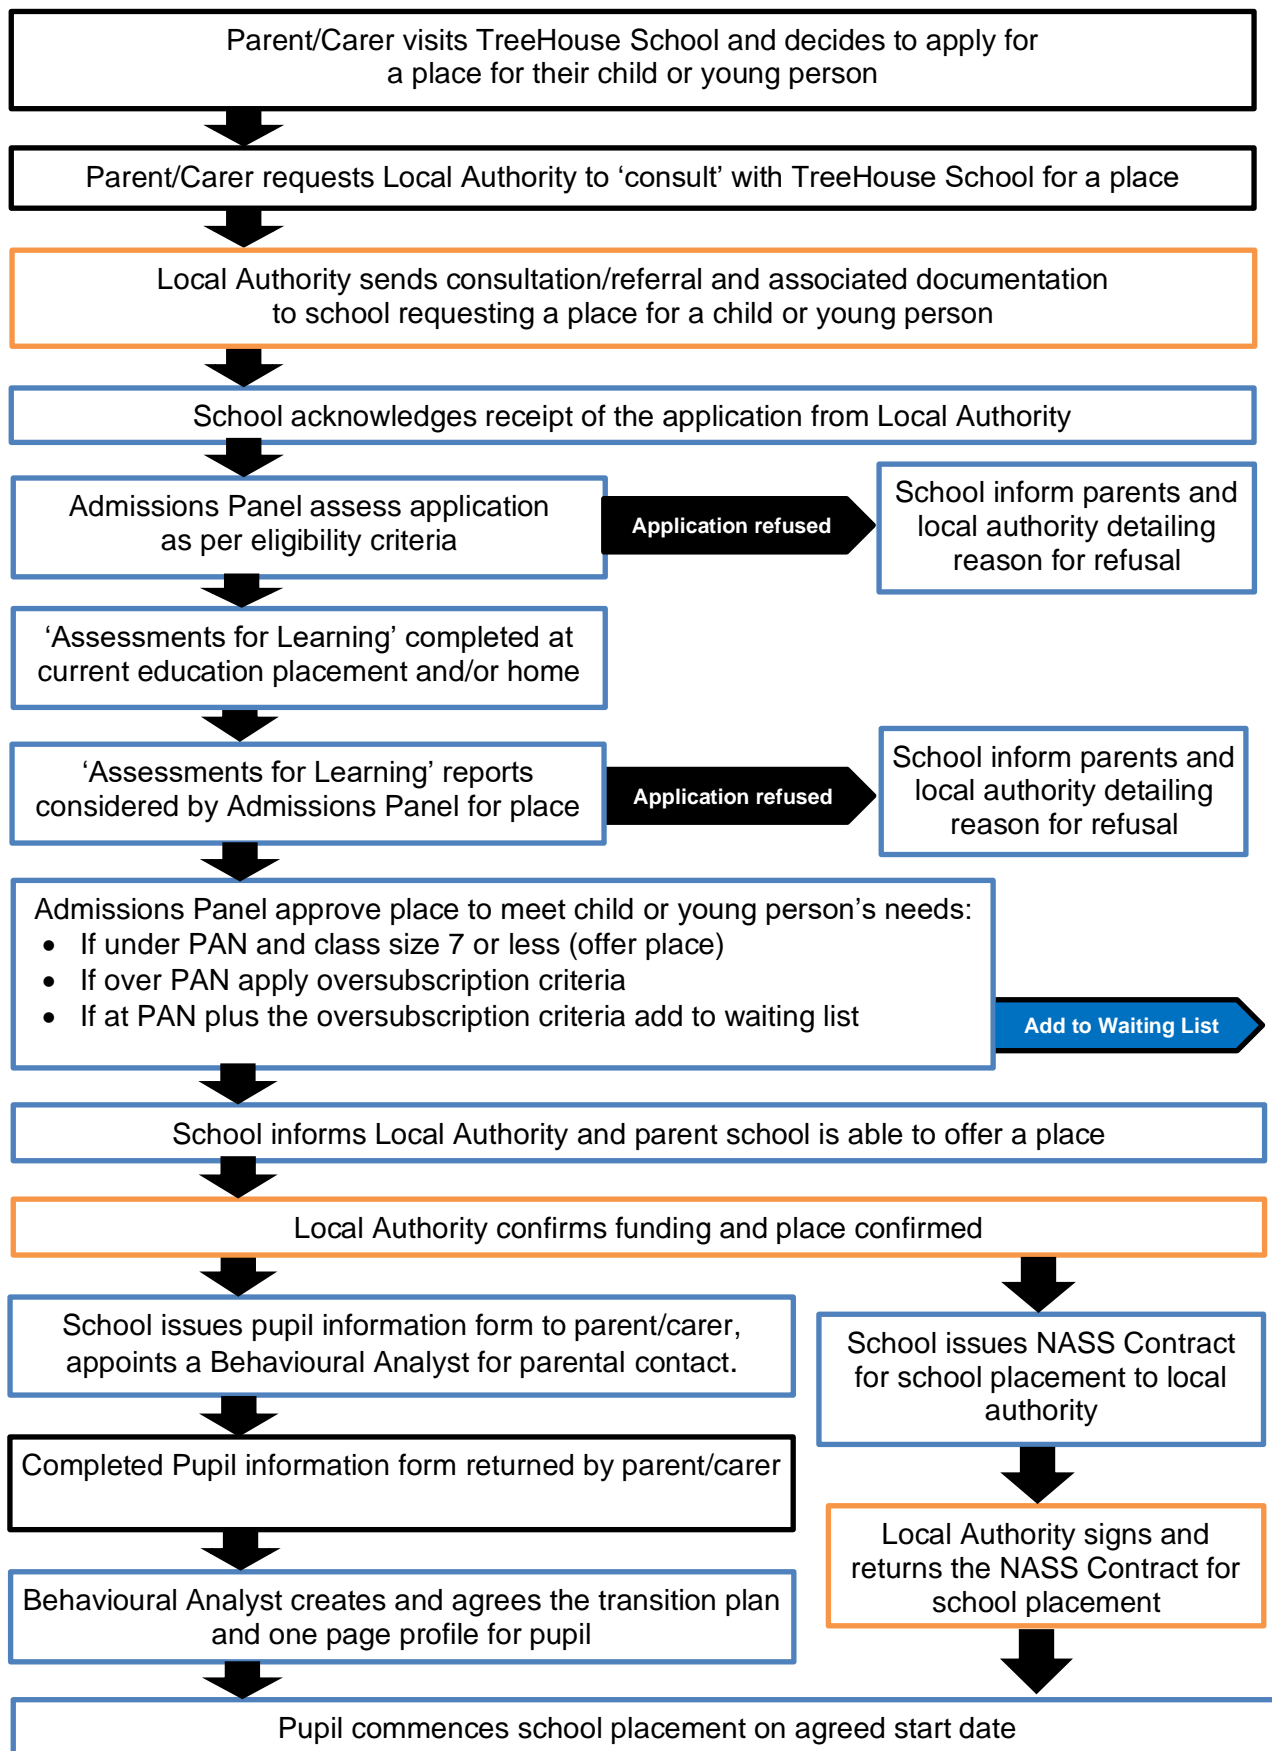 Parent/Carer visits TreeHouse School and decides to apply for
a place for their child or young person
Parent/Carer requests Local Authority to ‘consult’ with TreeHouse School for a place
Local Authority sends consultation/referral and associated documentation
to school requesting a place for a child or young person
School acknowledges receipt of the application from Local Authority
Admissions Panel assess application
as per eligibility criteria
Application refused
School inform parents and
local authority detailing
reason for refusal
‘Assessments for Learning’ completed at
current education placement and/or home
‘Assessments for Learning’ reports
considered by Admissions Panel for place
Application refused
School inform parents and
local authority detailing
reason for refusal
Admissions Panel approve place to meet child or young person’s needs:
• If under PAN and class size 7 or less (offer place)
• If over PAN apply oversubscription criteria
• If at PAN plus the oversubscription criteria add to waiting list
Add to Waiting List
School informs Local Authority and parent school is able to offer a place
Local Authority confirms funding and place confirmed
School issues pupil information form to parent/carer,
appoints a Behavioural Analyst for parental contact.
Completed Pupil information form returned by parent/carer
Behavioural Analyst creates and agrees the transition plan
and one page profile for pupil
School issues NASS Contract
for school placement to local
authority
Local Authority signs and
returns the NASS Contract for
school placement
Pupil commences school placement on agreed start date